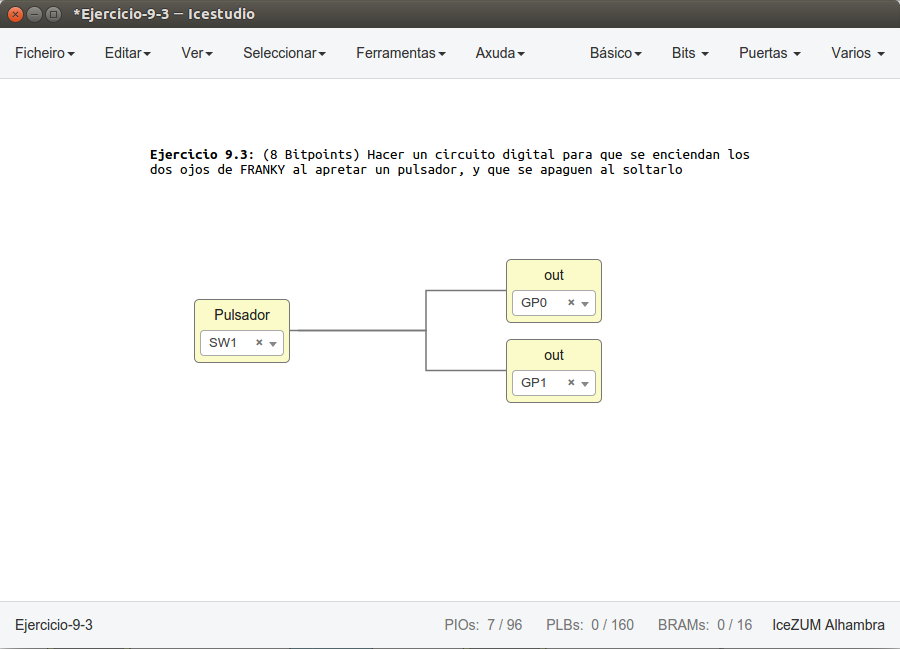 *Ejercicio-9-3 — Icestudio
Ficheiro Editar Ver Seleccionar Ferramentas Axuda Básico Bits Puertas Varios
Ejercicio 9.3: (8 Bitpoints) Hacer un circuito digital para que se enciendan los
dos ojos de FRANKY al apretar un pulsador, y que se apaguen al soltarlo
out
GP0 ×
Pulsador
SW1 ×
out
GP1 ×
Ejercicio-9-3 PIOs: 7 / 96 PLBs: 0 / 160 BRAMs: 0 / 16 IceZUM Alhambra